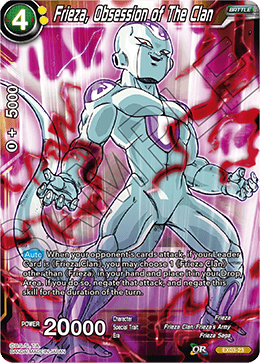 4
Frieza, Obsession of The Clan
BATTLE
0 + 5000
Auto When your opponent's cards attack, if your Leader
Card is 《Frieza Clan》, you may choose 1 《Frieza Clan》
other than 《Frieza》, in your hand and place it in your Drop
Area. If you do so, negate that attack, and negate this
skill for the duration of the turn.
POWER 20000
Character Frieza
Special Trait Frieza Clan/Frieza's Army
Era Frieza Saga
OR
EX03-23